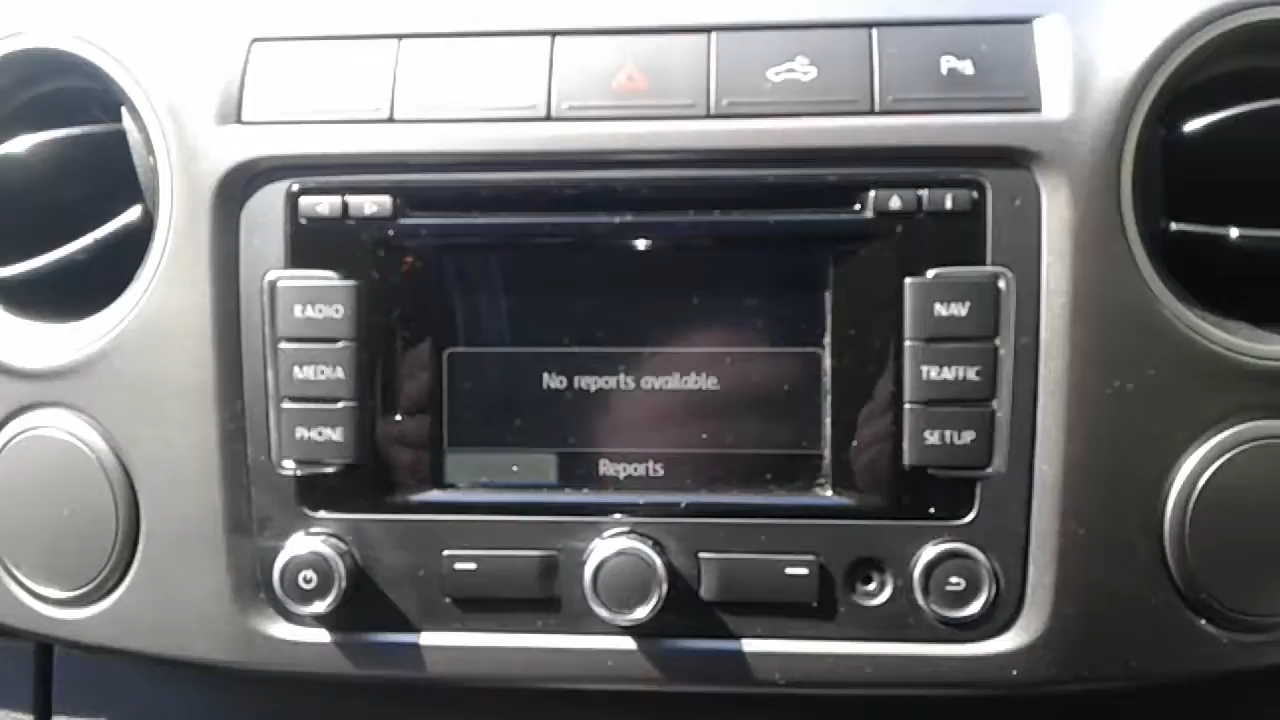 P
RADIO
NAV
MEDIA
No reports available.
TRAFFIC
PHONE
SETUP
Reports